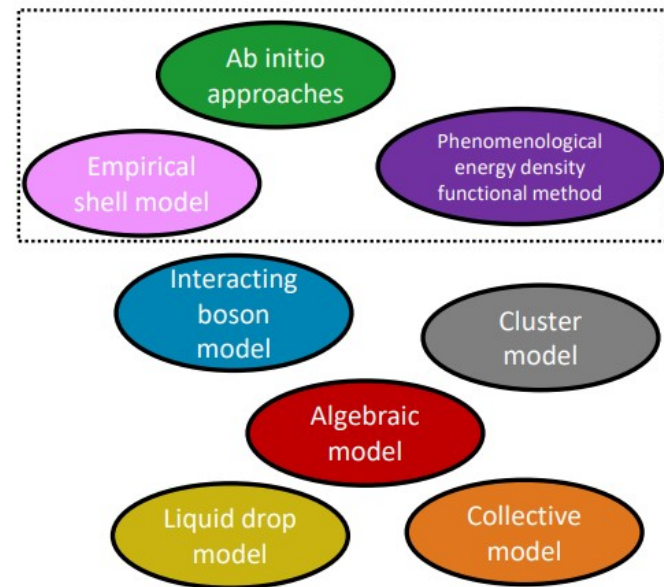 Ab initio
approaches
Phenomenological
energy density
functional method
Empirical
shell model
Interacting
boson
model
Cluster
model
Algebraic
model
Liquid drop
model
Collective
model